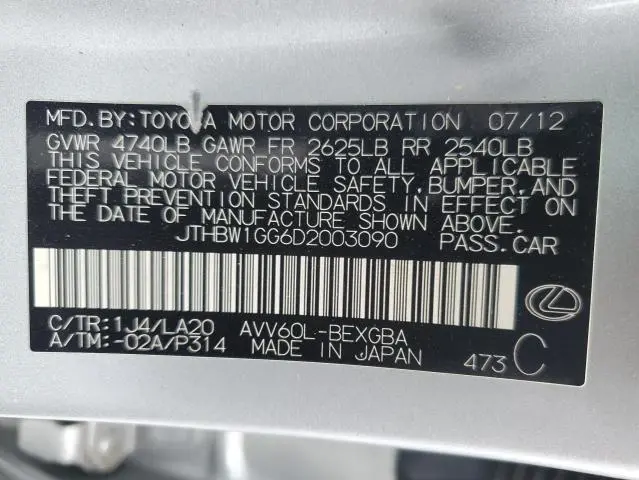 MFD. BY: TOYOTA MOTOR CORPORATION 07/12
GVWR 4740LB GAWR FR 2625LB RR 2540LB
THIS VEHICLE CONFORMS TO ALL APPLICABLE
FEDERAL MOTOR VEHICLE SAFETY, BUMPER, AND
THEFT PREVENTION STANDARDS IN EFFECT ON
THE DATE OF MANUFACTURE SHOWN ABOVE.
JTHBW1GG6D2003090 PASS. CAR
C/TR: 1J4/LA20 AVV60L-BEXGBA
A/TM: -02A/P314 MADE IN JAPAN 473 C